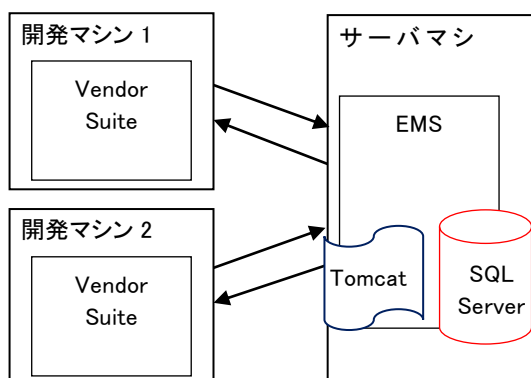 開発マシン 1
Vendor
Suite
サーバマシ
EMS
開発マシン 2
Vendor
Suite
Tomcat
SQL
Server